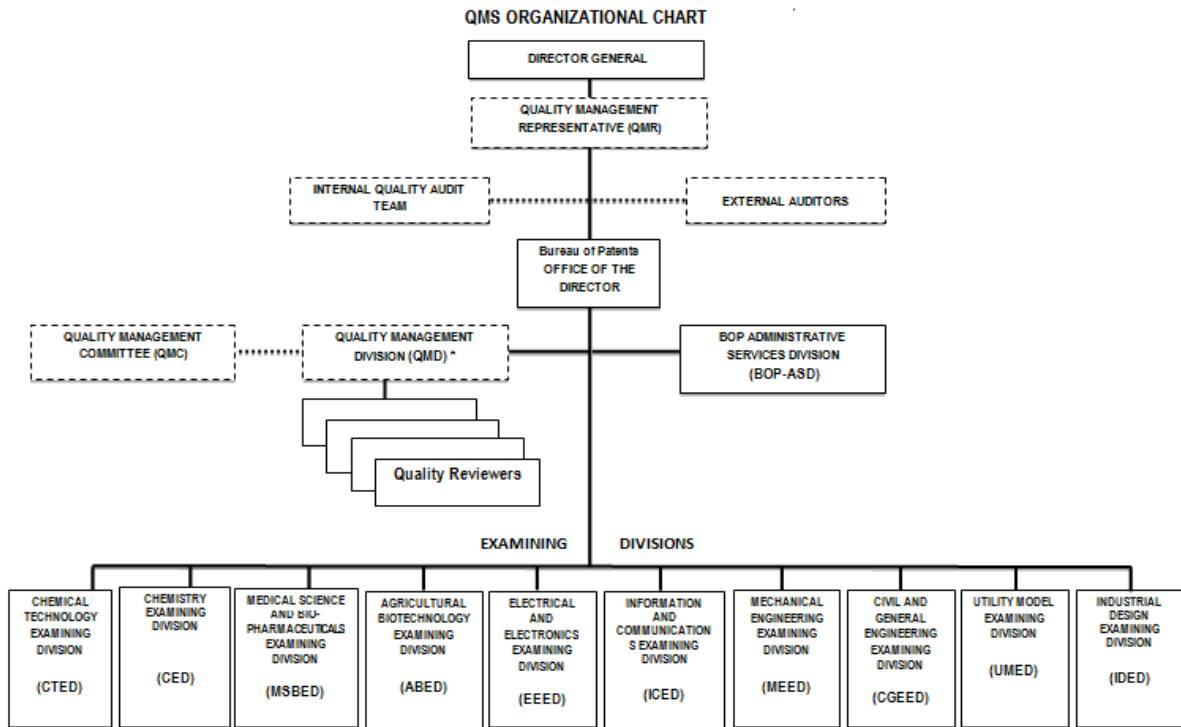 QMS ORGANIZATIONAL CHART
DIRECTOR GENERAL
QUALITY MANAGEMENT
REPRESENTATIVE (QMR)
INTERNAL QUALITY AUDIT
TEAM
EXTERNAL AUDITORS
Bureau of Patents
OFFICE OF THE
DIRECTOR
QUALITY MANAGEMENT
COMMITTEE (QMC)
QUALITY MANAGEMENT
DIVISION (QMD) *
BOP ADMINISTRATIVE
SERVICES DIVISION
(BOP-ASD)
Quality Reviewers
EXAMINING DIVISIONS
CHEMICAL
TECHNOLOGY
EXAMINING
DIVISION
(CTED)
CHEMISTRY
EXAMINING
DIVISION
(CED)
MEDICAL SCIENCE
AND BIO-
PHARMACEUTICALS
EXAMINING
DIVISION
(MSBED)
AGRICULTURAL
BIOTECHNOLOGY
EXAMINING
DIVISION
(ABED)
ELECTRICAL
AND
ELECTRONICS
EXAMINING
DIVISION
(EEED)
INFORMATION
AND
COMMUNICATION
S EXAMINING
DIVISION
(ICED)
MECHANICAL
ENGINEERING
EXAMINING
DIVISION
(MEED)
CIVIL AND
GENERAL
ENGINEERING
EXAMINING
DIVISION
(CGEED)
UTILITY MODEL
EXAMINING
DIVISION
(UMED)
INDUSTRIAL
DESIGN
EXAMINING
DIVISION
(IDED)